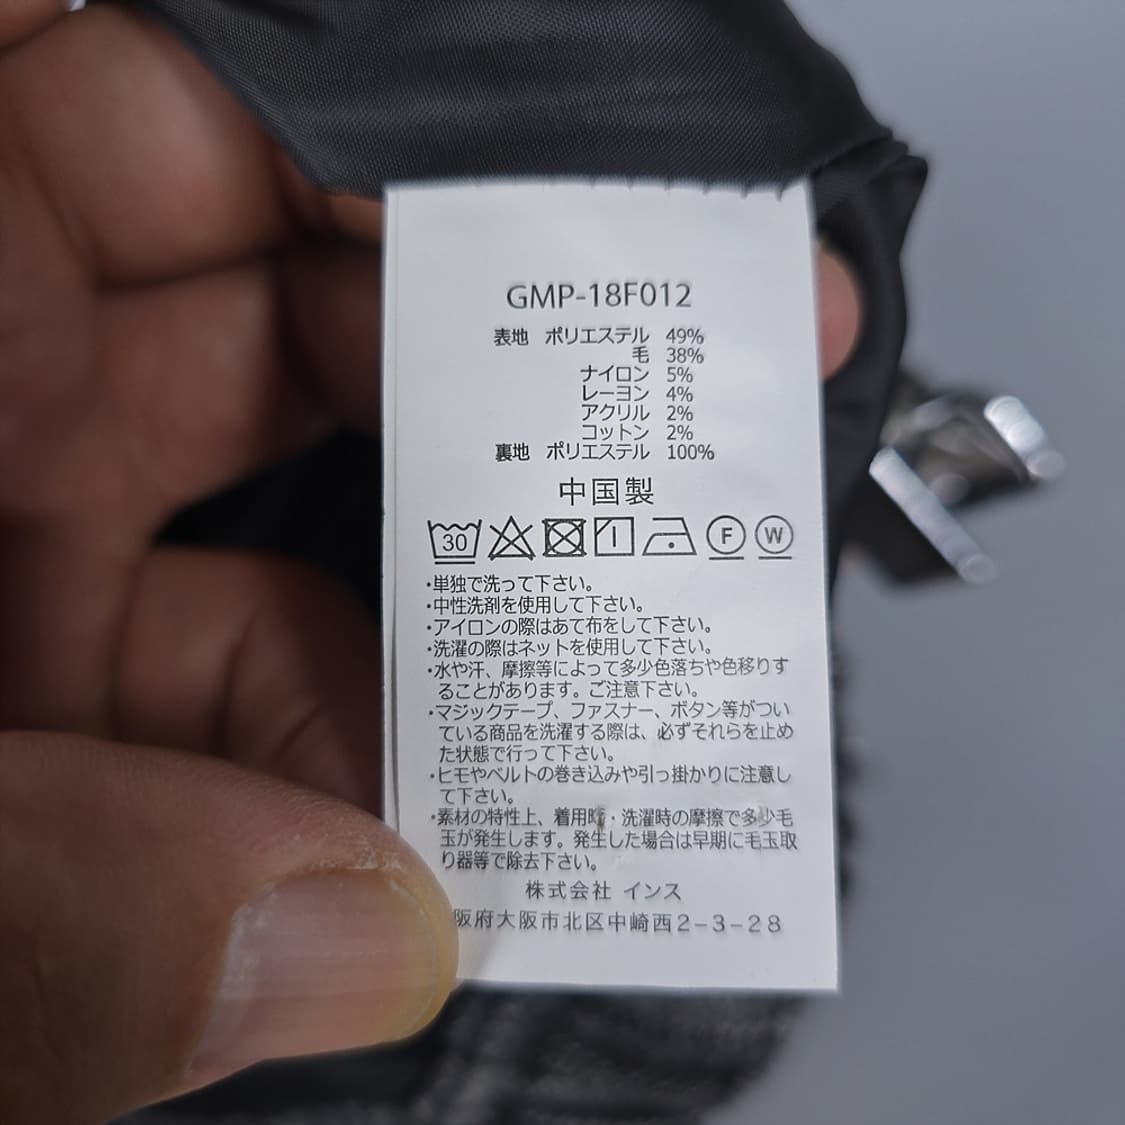 GMP-18F012
表地 ポリエステル 49%
毛 38%
ナイロン 5%
レーヨン 4%
アクリル 2%
コットン 2%
裏地 ポリエステル 100%
中国製
30 F W
・単独で洗って下さい。
・中性洗剤を使用して下さい。
・アイロンの際はあて布をして下さい。
・洗濯の際はネットを使用して下さい。
・水や汗、摩擦等によって多少色落ちや色移りす
ることがあります。ご注意下さい。
・マジックテープ、ファスナー、ボタン等がつい
ている商品を洗濯する際は、必ずそれらを止め
た状態で行って下さい。
・ヒモやベルトの巻き込みや引っ掛かりに注意し
て下さい。
・素材の特性上、着用時・洗濯時の摩擦で多少毛
玉が発生します。発生した場合は早期に毛玉取
り器等で除去下さい。
株式会社 インス
阪府大阪市北区中崎西2-3-28